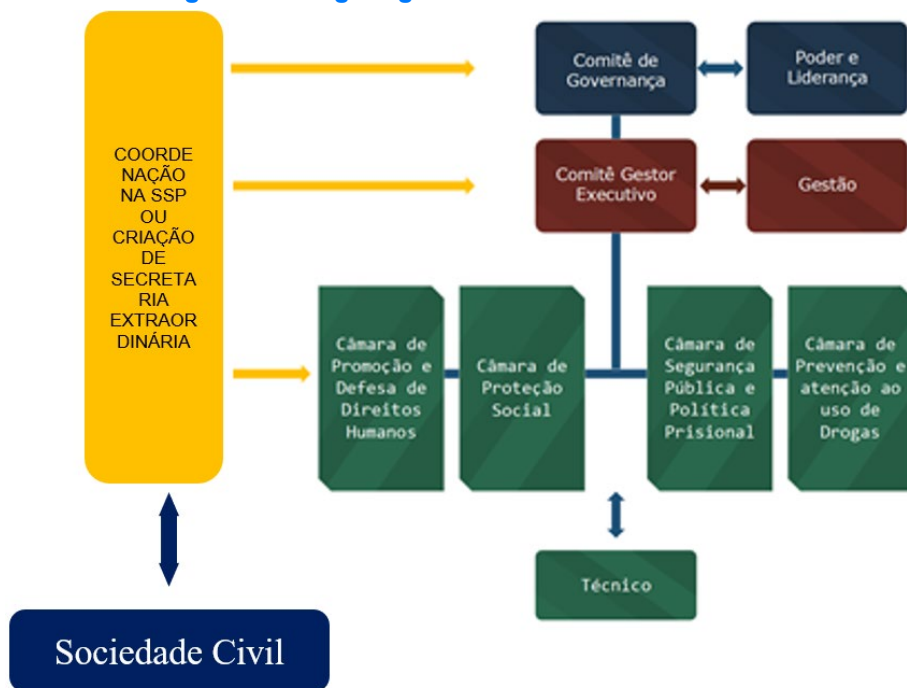 COORDE
NAÇÃO
NA SSP
OU
CRIAÇÃO
DE
SECRETA
RIA
EXTRAOR
DINÁRIA
Comitê de
Governança
Poder e
Liderança
Comitê Gestor
Executivo
Gestão
Câmara de
Promoção e
Defesa de
Direitos
Humanos
Câmara de
Proteção
Social
Câmara de
Segurança
Pública e
Política
Prisional
Câmara de
Prevenção e
atenção ao
uso de
Drogas
Técnico
Sociedade Civil